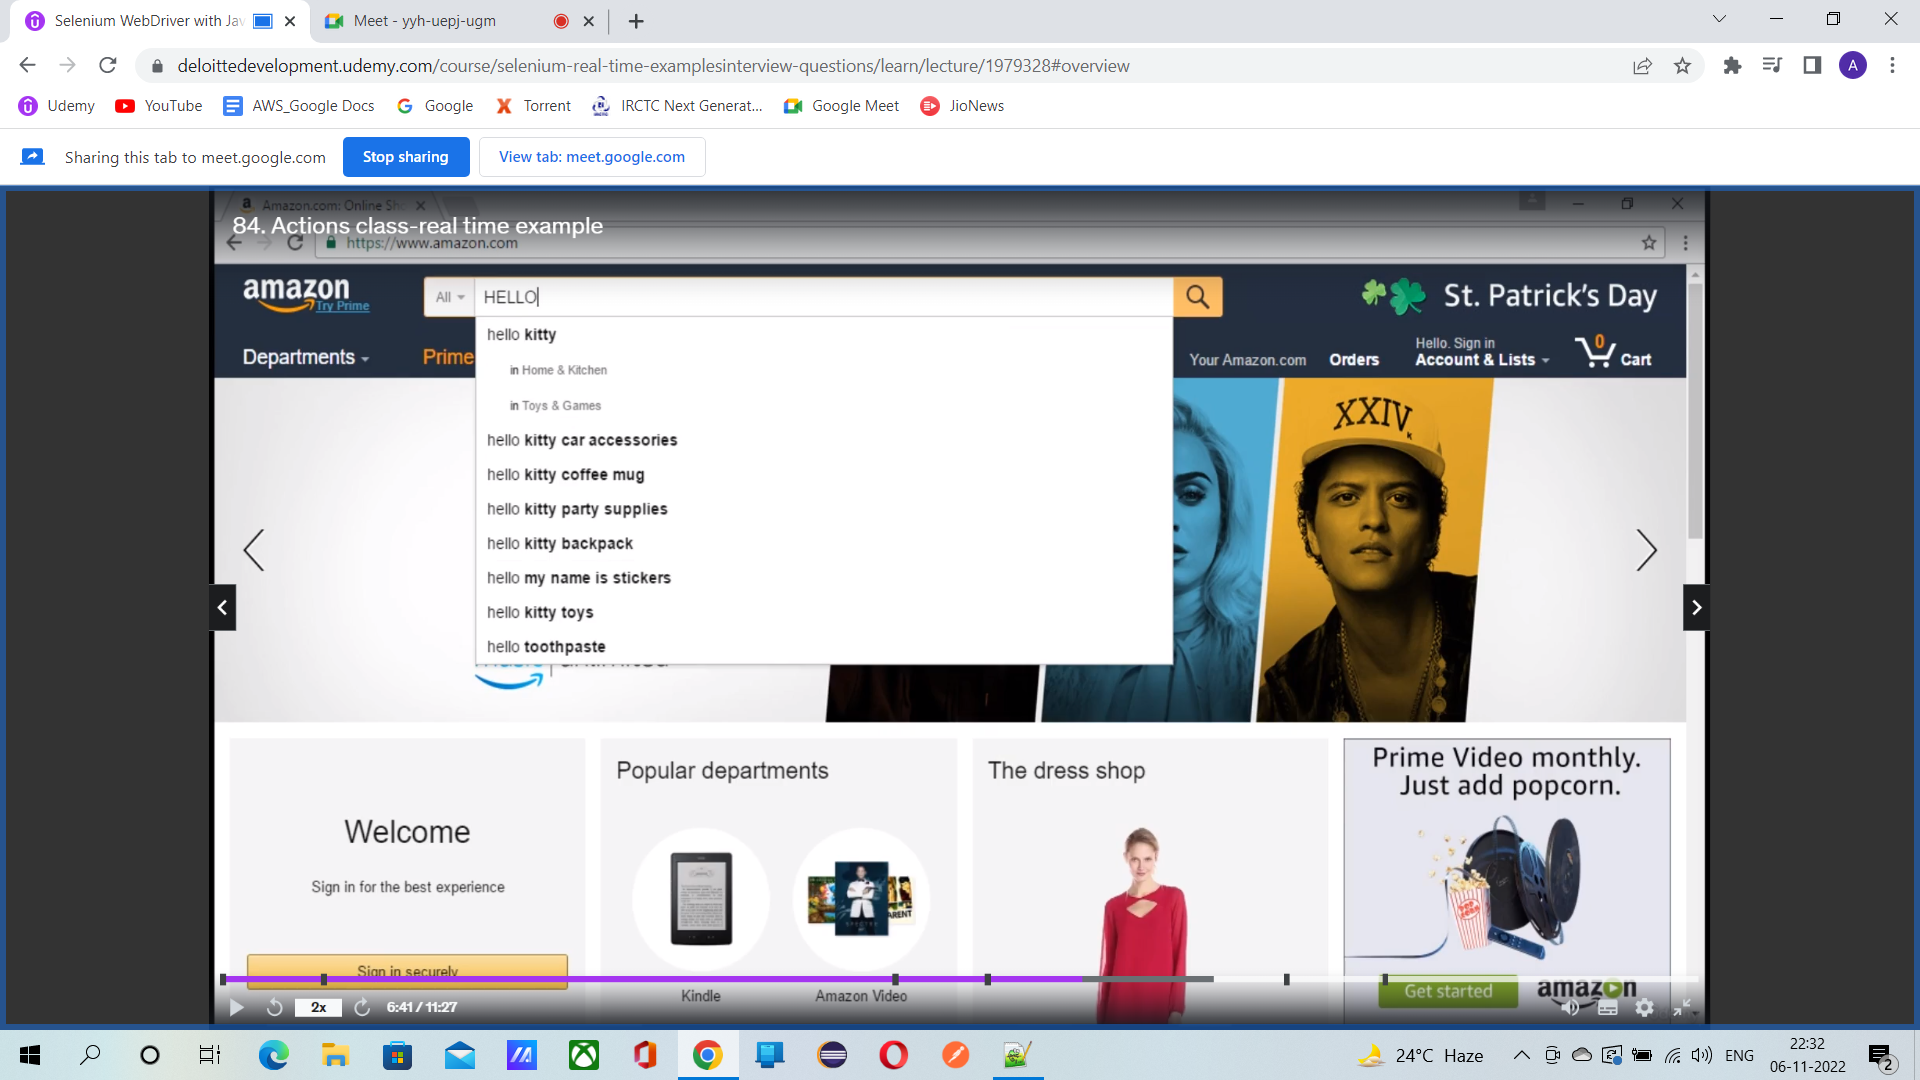 Selenium WebDriver with Jav
Meet - yyh-uepj-ugm
deloittedevelopment.udemy.com/course/selenium-real-time-examplesinterview-questions/learn/lecture/1979328#overview
A
Udemy
YouTube
AWS_Google Docs
Google
Torrent
IRCTC Next Generat...
Google Meet
JioNews
Sharing this tab to meet.google.com
Stop sharing
View tab: meet.google.com
Amazon.com: Online Sho
84. Actions class-real time example
https://www.amazon.com
amazon
Try Prime
All
HELLO
St. Patrick's Day
Departments
Prime
Your Amazon.com
Orders
Hello. Sign in
Account & Lists
0
Cart
hello kitty
in Home & Kitchen
in Toys & Games
hello kitty car accessories
hello kitty coffee mug
hello kitty party supplies
hello kitty backpack
hello my name is stickers
hello kitty toys
hello toothpaste
XXIV
K
Welcome
Sign in for the best experience
Sign in securely
Popular departments
Kindle
Amazon Video
The dress shop
Prime Video monthly.
Just add popcorn.
Get started
amazon
2x
6:41 / 11:27
24°C Haze
ENG
22:32
06-11-2022
2